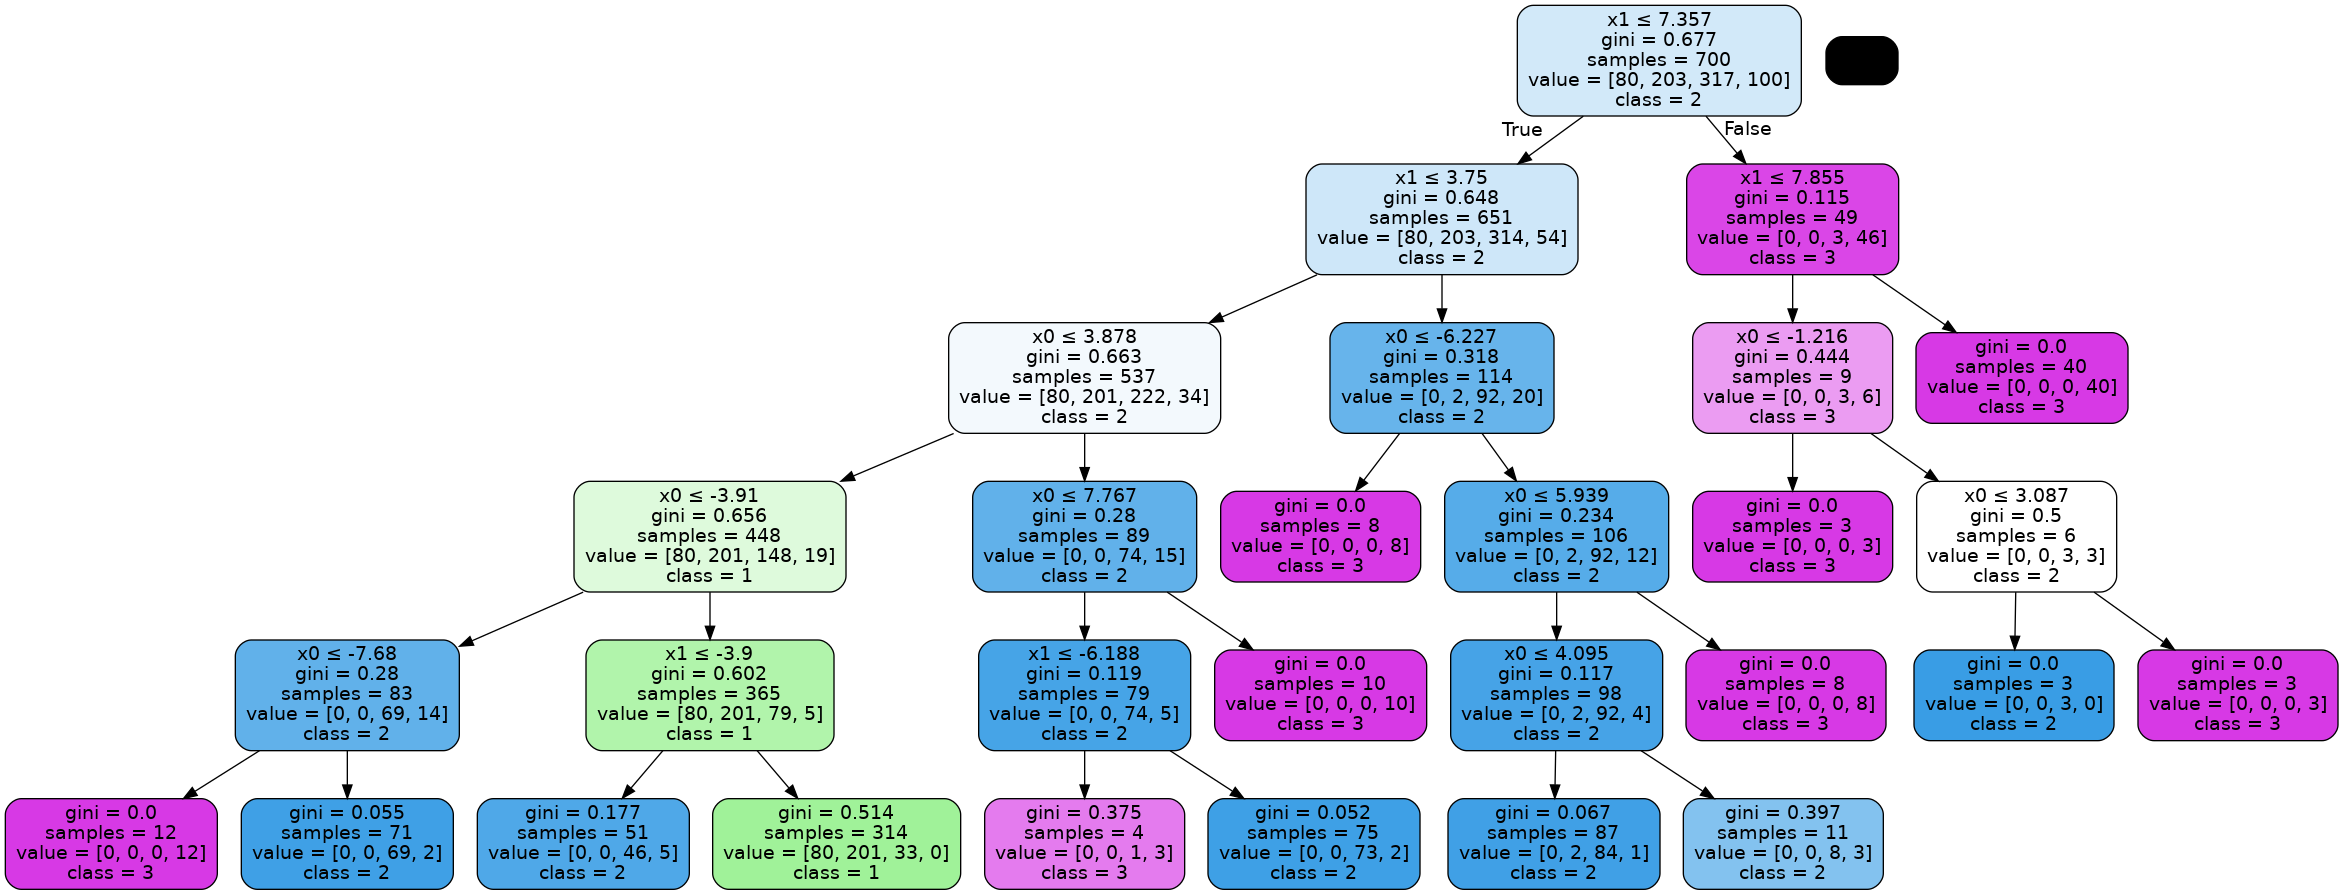 x1 ≤ 7.357
gini = 0.677
samples = 700
value = [80, 203, 317, 100]
class = 2
True
False
x1 ≤ 3.75
gini = 0.648
samples = 651
value = [80, 203, 314, 54]
class = 2
x1 ≤ 7.855
gini = 0.115
samples = 49
value = [0, 0, 3, 46]
class = 3
x0 ≤ 3.878
gini = 0.663
samples = 537
value = [80, 201, 222, 34]
class = 2
x0 ≤ -6.227
gini = 0.318
samples = 114
value = [0, 2, 92, 20]
class = 2
x0 ≤ -1.216
gini = 0.444
samples = 9
value = [0, 0, 3, 6]
class = 3
gini = 0.0
samples = 40
value = [0, 0, 0, 40]
class = 3
x0 ≤ -3.91
gini = 0.656
samples = 448
value = [80, 201, 148, 19]
class = 1
x0 ≤ 7.767
gini = 0.28
samples = 89
value = [0, 0, 74, 15]
class = 2
gini = 0.0
samples = 8
value = [0, 0, 0, 8]
class = 3
x0 ≤ 5.939
gini = 0.234
samples = 106
value = [0, 2, 92, 12]
class = 2
gini = 0.0
samples = 3
value = [0, 0, 0, 3]
class = 3
x0 ≤ 3.087
gini = 0.5
samples = 6
value = [0, 0, 3, 3]
class = 2
x0 ≤ -7.68
gini = 0.28
samples = 83
value = [0, 0, 69, 14]
class = 2
x1 ≤ -3.9
gini = 0.602
samples = 365
value = [80, 201, 79, 5]
class = 1
x1 ≤ -6.188
gini = 0.119
samples = 79
value = [0, 0, 74, 5]
class = 2
gini = 0.0
samples = 10
value = [0, 0, 0, 10]
class = 3
x0 ≤ 4.095
gini = 0.117
samples = 98
value = [0, 2, 92, 4]
class = 2
gini = 0.0
samples = 8
value = [0, 0, 0, 8]
class = 3
gini = 0.0
samples = 3
value = [0, 0, 3, 0]
class = 2
gini = 0.0
samples = 3
value = [0, 0, 0, 3]
class = 3
gini = 0.0
samples = 12
value = [0, 0, 0, 12]
class = 3
gini = 0.055
samples = 71
value = [0, 0, 69, 2]
class = 2
gini = 0.177
samples = 51
value = [0, 0, 46, 5]
class = 2
gini = 0.514
samples = 314
value = [80, 201, 33, 0]
class = 1
gini = 0.375
samples = 4
value = [0, 0, 1, 3]
class = 3
gini = 0.052
samples = 75
value = [0, 0, 73, 2]
class = 2
gini = 0.067
samples = 87
value = [0, 2, 84, 1]
class = 2
gini = 0.397
samples = 11
value = [0, 0, 8, 3]
class = 2